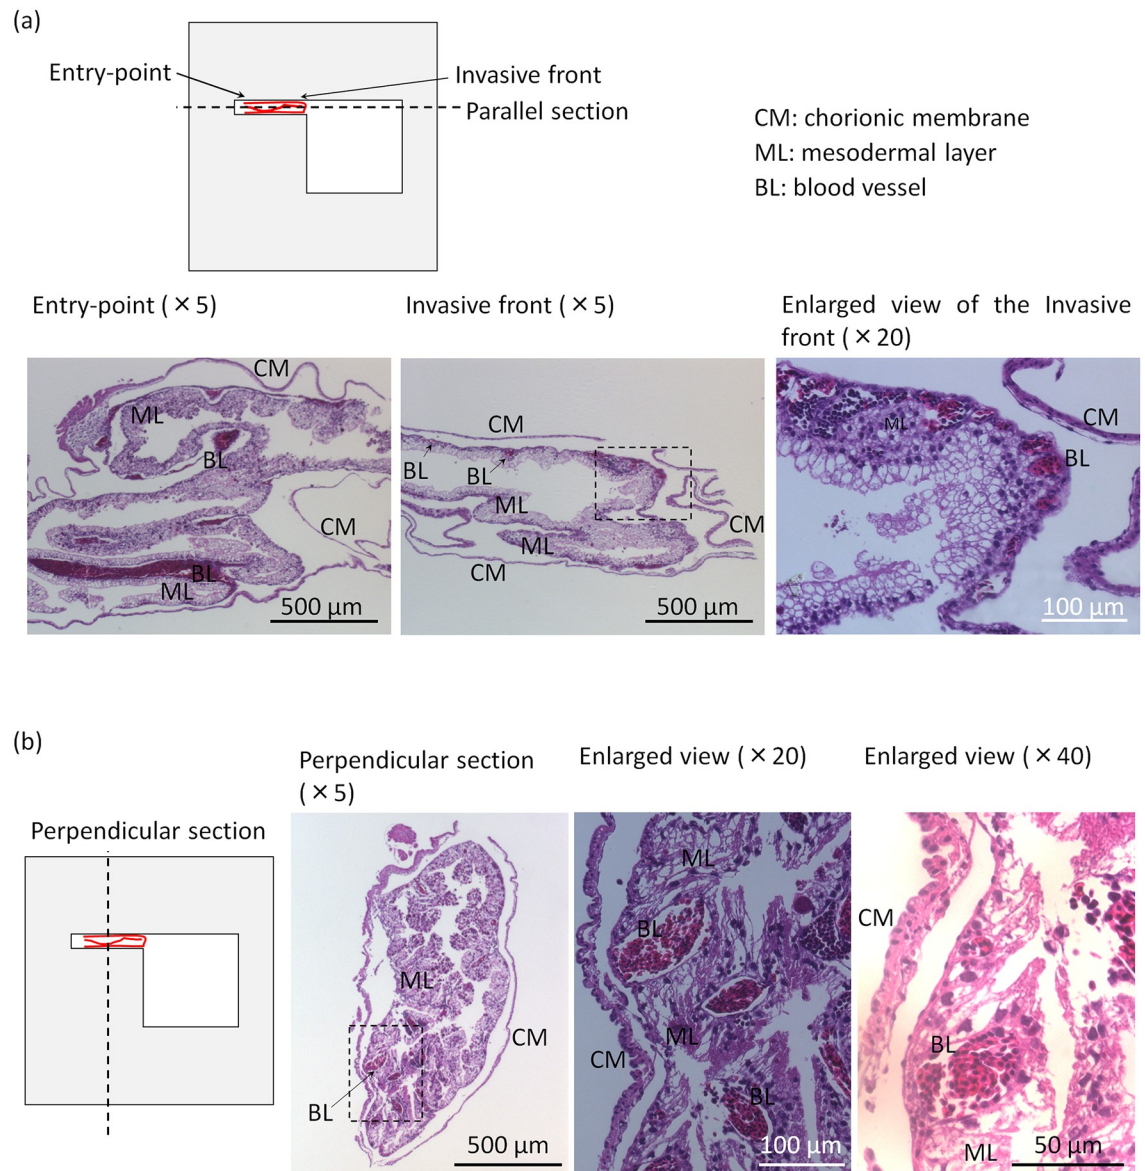 (a)
Entry-point
Invasive front
Parallel section
CM: chorionic membrane
ML: mesodermal layer
BL: blood vessel
Entry-point (×5)
Invasive front (×5)
Enlarged view of the Invasive
front (×20)
CM
ML
BL
CM
BL
ML
500 μm
CM
BL
BL
ML
CM
ML
CM
500 μm
CM
ML
BL
100 μm
(b)
Perpendicular section
Perpendicular section
(×5)
Enlarged view (×20)
Enlarged view (×40)
ML
CM
BL
500 μm
ML
BL
ML
CM
BL
100 μm
CM
BL
ML
50 μm